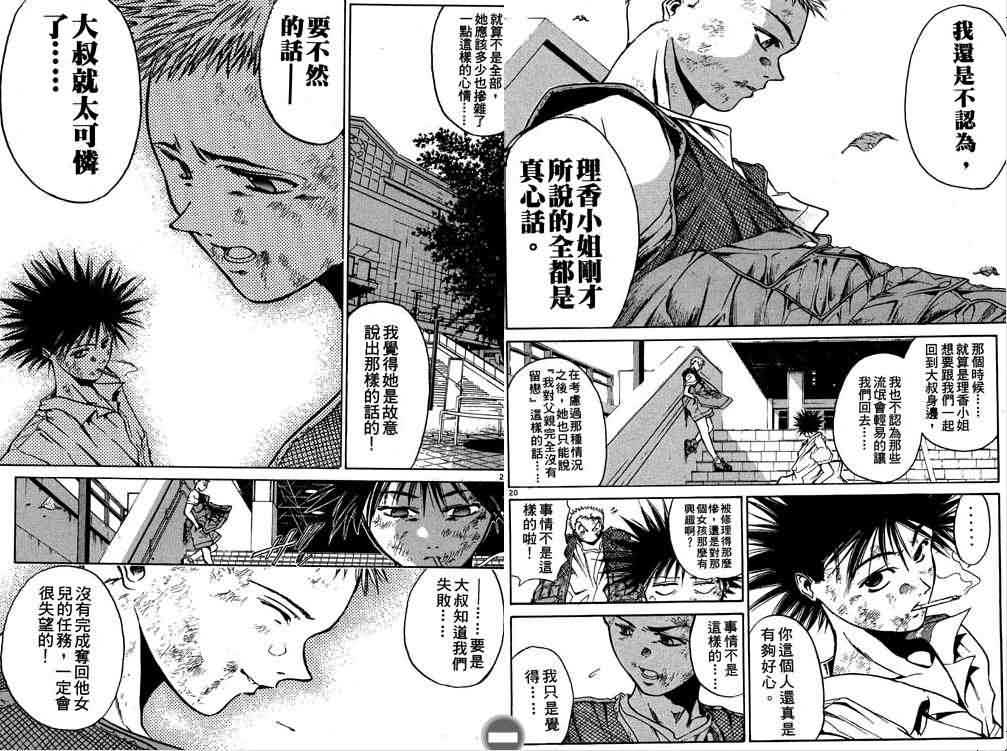 我還是不認為，
理香小姐剛才
所說的全都是
真心話。
那個時候……
就算是理香小姐
想要跟我們一起
回到大叔身邊，
我也不認為那些
流氓會輕易的讓
我們回去……
在考慮過那種情況
之後，她也只能說
『我對父親完全沒有
留戀』這樣的話……
20
……
你這個人還真是
有夠好心。
被修理得那麼
慘，還是對那
個女孩那麼有
興趣啊？
事情不是這
樣的啦！
事情不是
這樣的……
我只是覺
得……
就算不是全部，
她應該多少也摻雜了
一點這樣的心情……
要不然
的話—
大叔就太可憐
了……
我覺得她是故意
說出那樣的話的！
2
—……要是
大叔知道我們
失敗……
沒有完成奪回他女
兒的任務，一定會
很失望的！